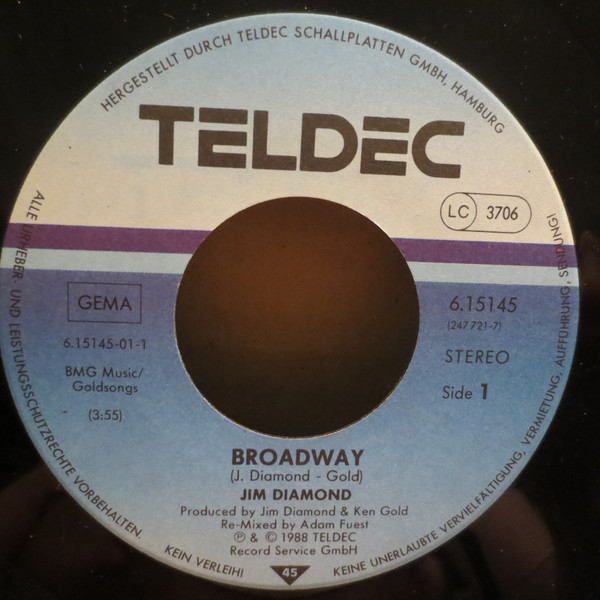 HERGESTELLT DURCH TELDEC SCHALLPLATTEN GMBH, HAMBURG
TELDEC
LC 3706
GEMA
6.15145-01-1
BMG Music/
Goldsongs
(3:55)
6.15145
(247 721-7)
STEREO
Side 1
BROADWAY
(J. Diamond - Gold)
JIM DIAMOND
Produced by Jim Diamond & Ken Gold
Re-Mixed by Adam Fuest
℗ & © 1988 TELDEC
Record Service GmbH
45
ALLE URHEBER- UND LEISTUNGSSCHUTZRECHTE VORBEHALTEN.
KEIN VERLEIH!
KEINE UNERLAUBTE VERVIELFÄLTIGUNG, VERMIETUNG, AUFFÜHRUNG, SENDUNG!